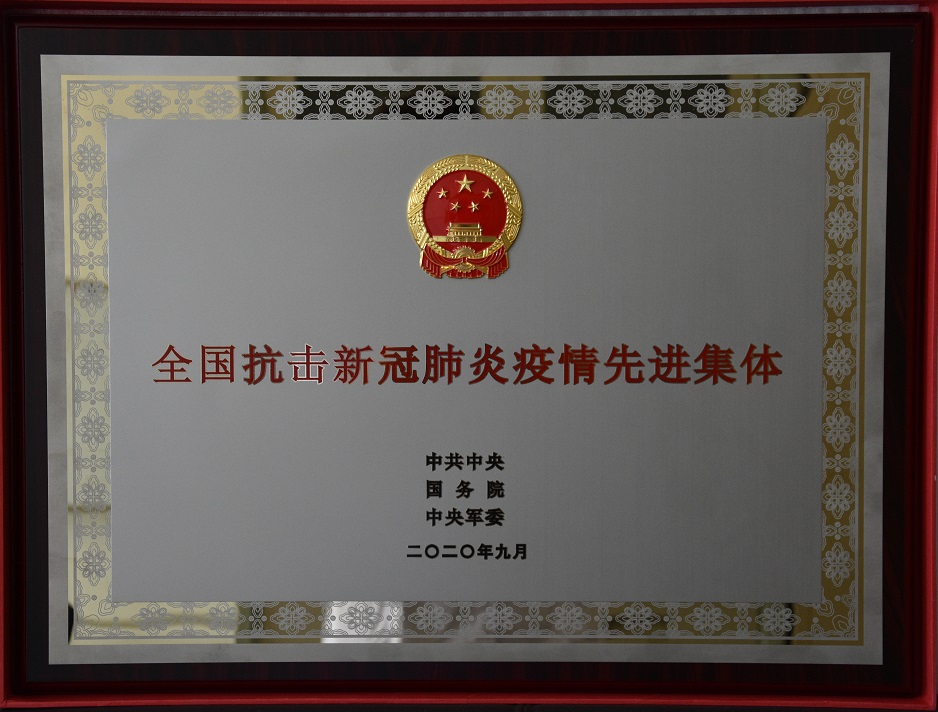 全国抗击新冠肺炎疫情先进集体
中共中央
国务院
中央军委
二〇二〇年九月